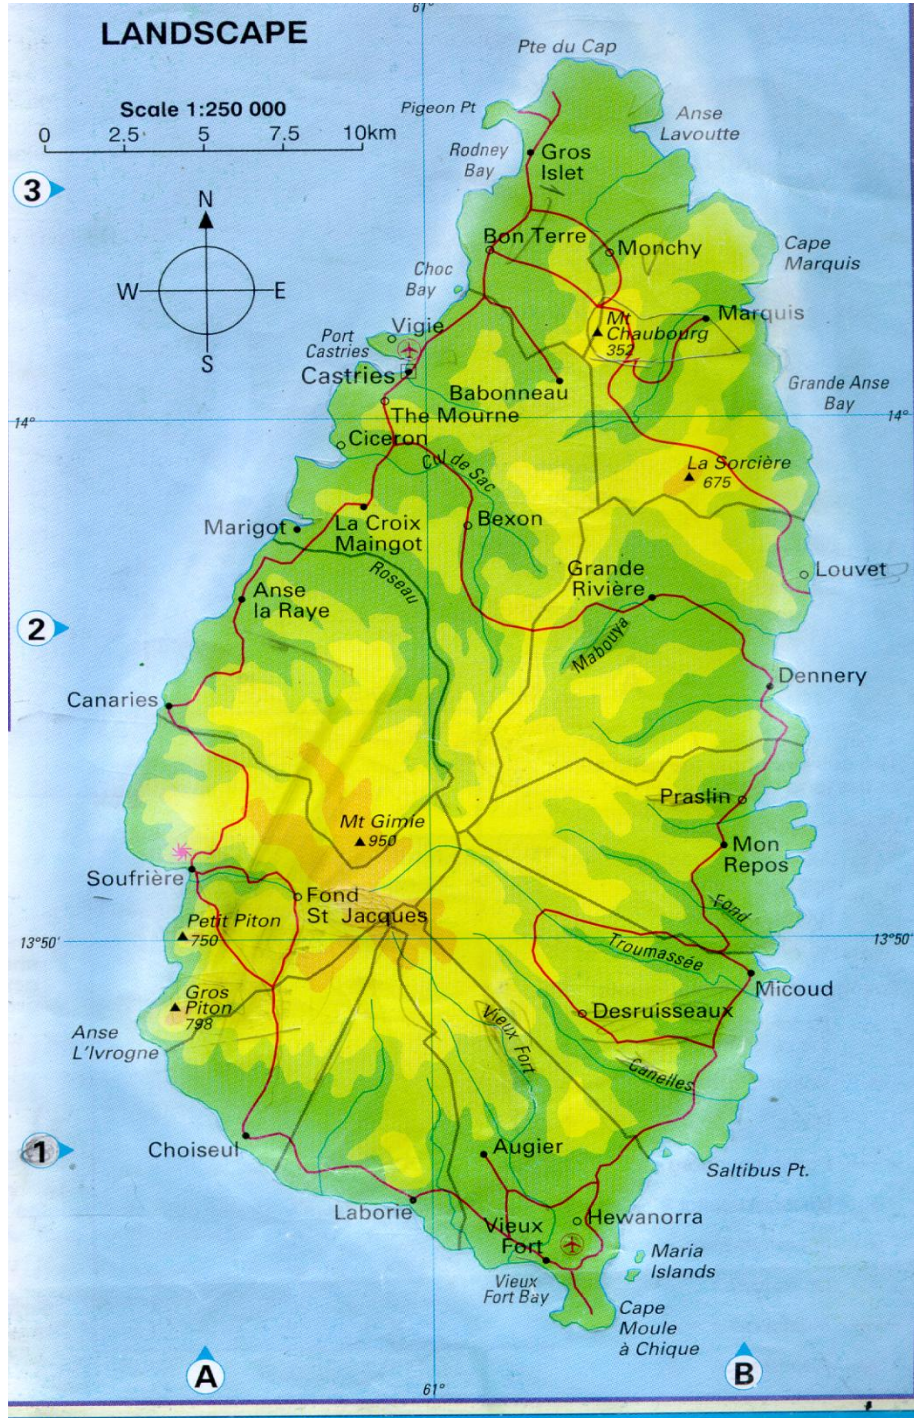 61°
LANDSCAPE
Pte du Cap
Scale 1:250 000
0 2.5 5 7.5 10km
Pigeon Pt
Anse
Lavoutte
Rodney
Bay
Gros
Islet
3
N
W
E
S
Bon Terre
Monchy
Cape
Marquis
Choc
Bay
Vigie
Port
Castries
Mt
Chaubourg
352
Marquis
Castries
Babonneau
Grande Anse
Bay
The Mourne
14°
14°
Ciceron
Cul de Sac
La Sorcière
675
Marigot
La Croix
Maingot
Bexon
Roseau
Grande
Rivière
Louvet
Anse
la Raye
2
Mabouya
Dennery
Canaries
Praslin
Mt Gimie
950
Mon
Repos
Soufrière
Fond
St Jacques
Fond
Petit Piton
750
13°50'
13°50'
Troumassée
Micoud
Gros
Piton
798
Desruisseaux
Vieux Fort
Anse
L'Ivrogne
Canelles
1
Choiseul
Augier
Saltibus Pt.
Laborie
Hewanorra
Vieux
Fort
Maria
Islands
Vieux
Fort Bay
Cape
Moule
à Chique
A
B
61°